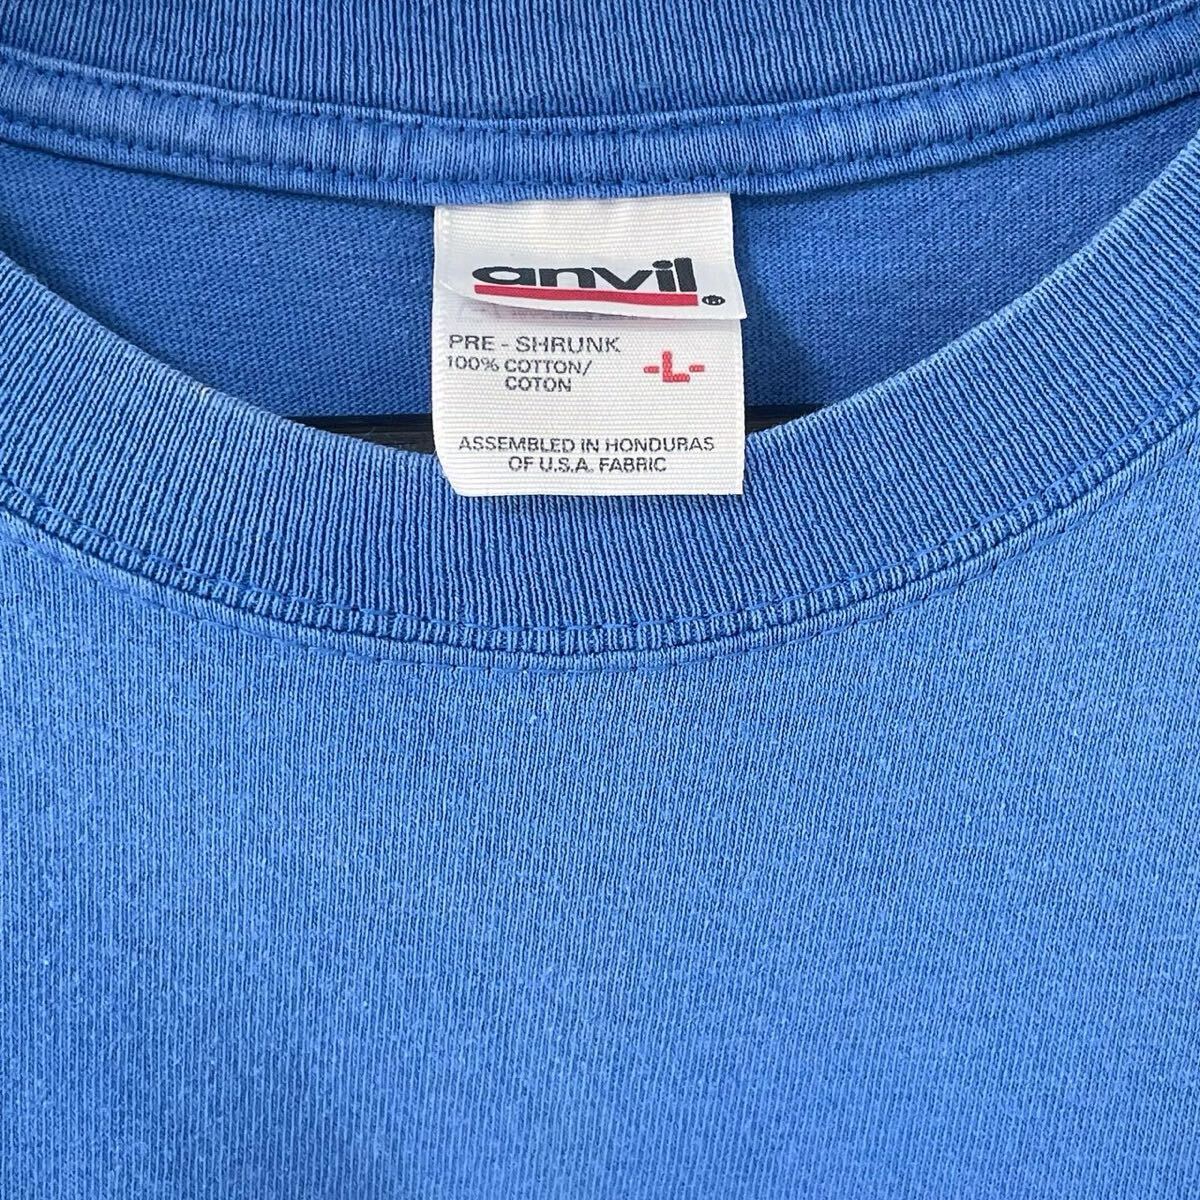 anvil®
PRE - SHRUNK
100% COTTON/
COTON
-L-
ASSEMBLED IN HONDURAS
OF U.S.A. FABRIC